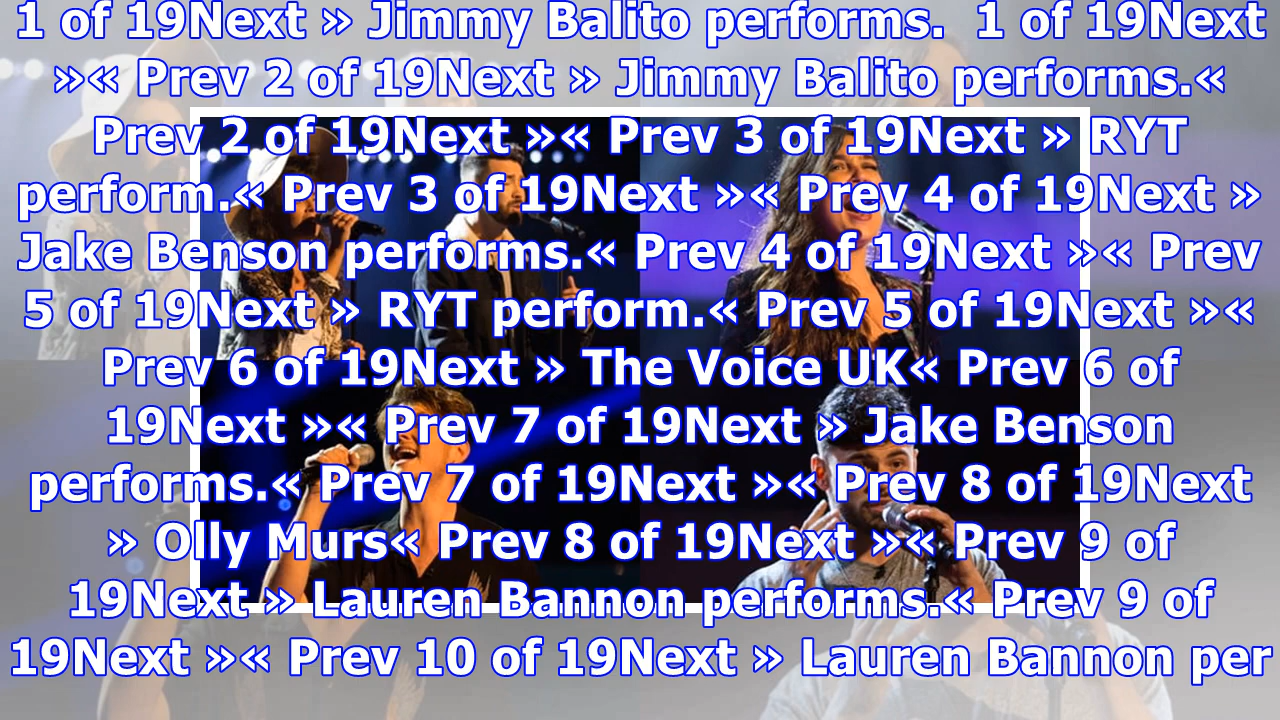 1 of 19Next » Jimmy Balito performs.  1 of 19Next
»« Prev 2 of 19Next » Jimmy Balito performs.«
Prev 2 of 19Next »« Prev 3 of 19Next » RYT
perform.« Prev 3 of 19Next »« Prev 4 of 19Next »
Jake Benson performs.« Prev 4 of 19Next »« Prev
5 of 19Next » RYT perform.« Prev 5 of 19Next »«
Prev 6 of 19Next » The Voice UK« Prev 6 of
19Next »« Prev 7 of 19Next » Jake Benson
performs.« Prev 7 of 19Next »« Prev 8 of 19Next
» Olly Murs« Prev 8 of 19Next »« Prev 9 of
19Next » Lauren Bannon performs.« Prev 9 of
19Next »« Prev 10 of 19Next » Lauren Bannon per